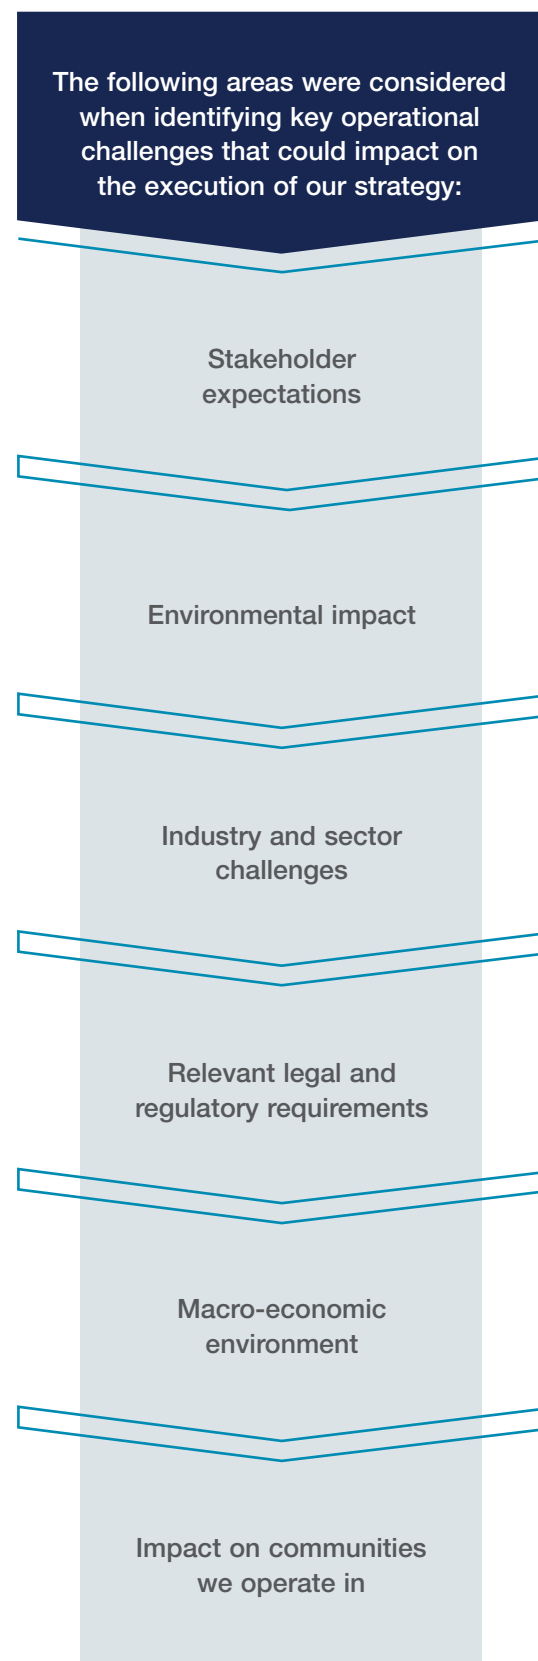 The following areas were considered
when identifying key operational
challenges that could impact on
the execution of our strategy:
Stakeholder
expectations
Environmental impact
Industry and sector
challenges
Relevant legal and
regulatory requirements
Macro-economic
environment
Impact on communities
we operate in